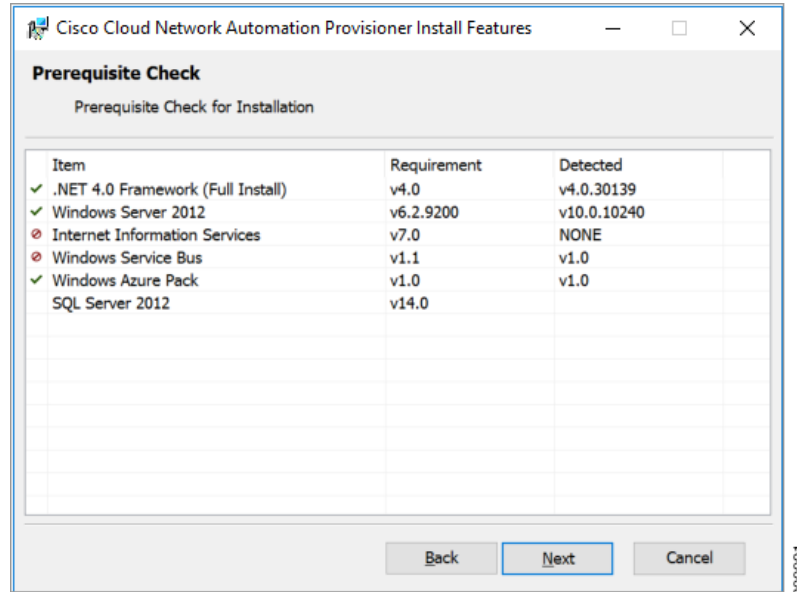 Cisco Cloud Network Automation Provisioner Install Features
Prerequisite Check
Prerequisite Check for Installation
Item Requirement Detected
.NET 4.0 Framework (Full Install) v4.0 v4.0.30139
Windows Server 2012 v6.2.9200 v10.0.10240
Internet Information Services v7.0 NONE
Windows Service Bus v1.1 v1.0
Windows Azure Pack v1.0 v1.0
SQL Server 2012 v14.0
Back Next Cancel